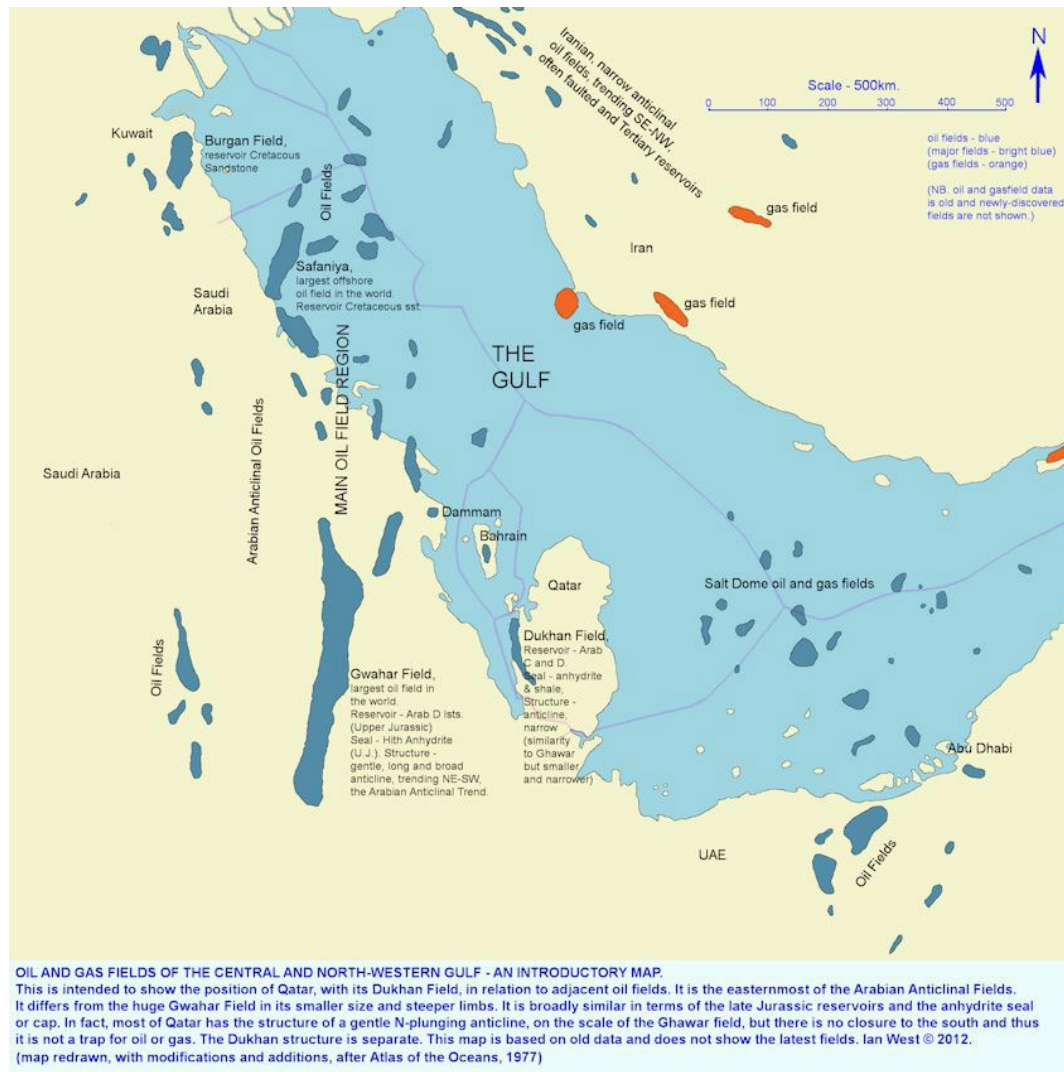 Iranian, narrow anticlinal
oil fields, trending SE-NW,
often faulted and Tertiary reservoirs
N
Scale - 500km.
0 100 200 300 400 500
oil fields - blue
(major fields - bright blue)
(gas fields - orange)
(NB. oil and gasfield data
is old and newly-discovered
fields are not shown.)
Kuwait
Burgan Field,
reservoir Cretacous
Sandstone
Oil Fields
gas field
Iran
Safaniya,
largest offshore
oil field in the world.
Reservoir Cretaceous sst.
Saudi
Arabia
gas field
gas field
THE
GULF
MAIN OIL FIELD REGION
Arabian Anticlinal Oil Fields
Saudi Arabia
Dammam
Bahrain
Qatar
Salt Dome oil and gas fields
Oil Fields
Gwahar Field,
largest oil field in
the world.
Reservoir - Arab D lsts.
(Upper Jurassic)
Seal - Hith Anhydrite
(U.J.). Structure -
gentle, long and broad
anticline, trending NE-SW,
the Arabian Anticlinal Trend.
Dukhan Field,
Reservoir - Arab
C and D.
Seal - anhydrite
& shale,
Structure -
anticline,
narrow
(similarity
to Ghawar
but smaller
and narrower)
Abu Dhabi
UAE
Oil Fields
OIL AND GAS FIELDS OF THE CENTRAL AND NORTH-WESTERN GULF - AN INTRODUCTORY MAP.
This is intended to show the position of Qatar, with its Dukhan Field, in relation to adjacent oil fields. It is the easternmost of the Arabian Anticlinal Fields.
It differs from the huge Gwahar Field in its smaller size and steeper limbs. It is broadly similar in terms of the late Jurassic reservoirs and the anhydrite seal
or cap. In fact, most of Qatar has the structure of a gentle N-plunging anticline, on the scale of the Ghawar field, but there is no closure to the south and thus
it is not a trap for oil or gas. The Dukhan structure is separate. This map is based on old data and does not show the latest fields. Ian West © 2012.
(map redrawn, with modifications and additions, after Atlas of the Oceans, 1977)